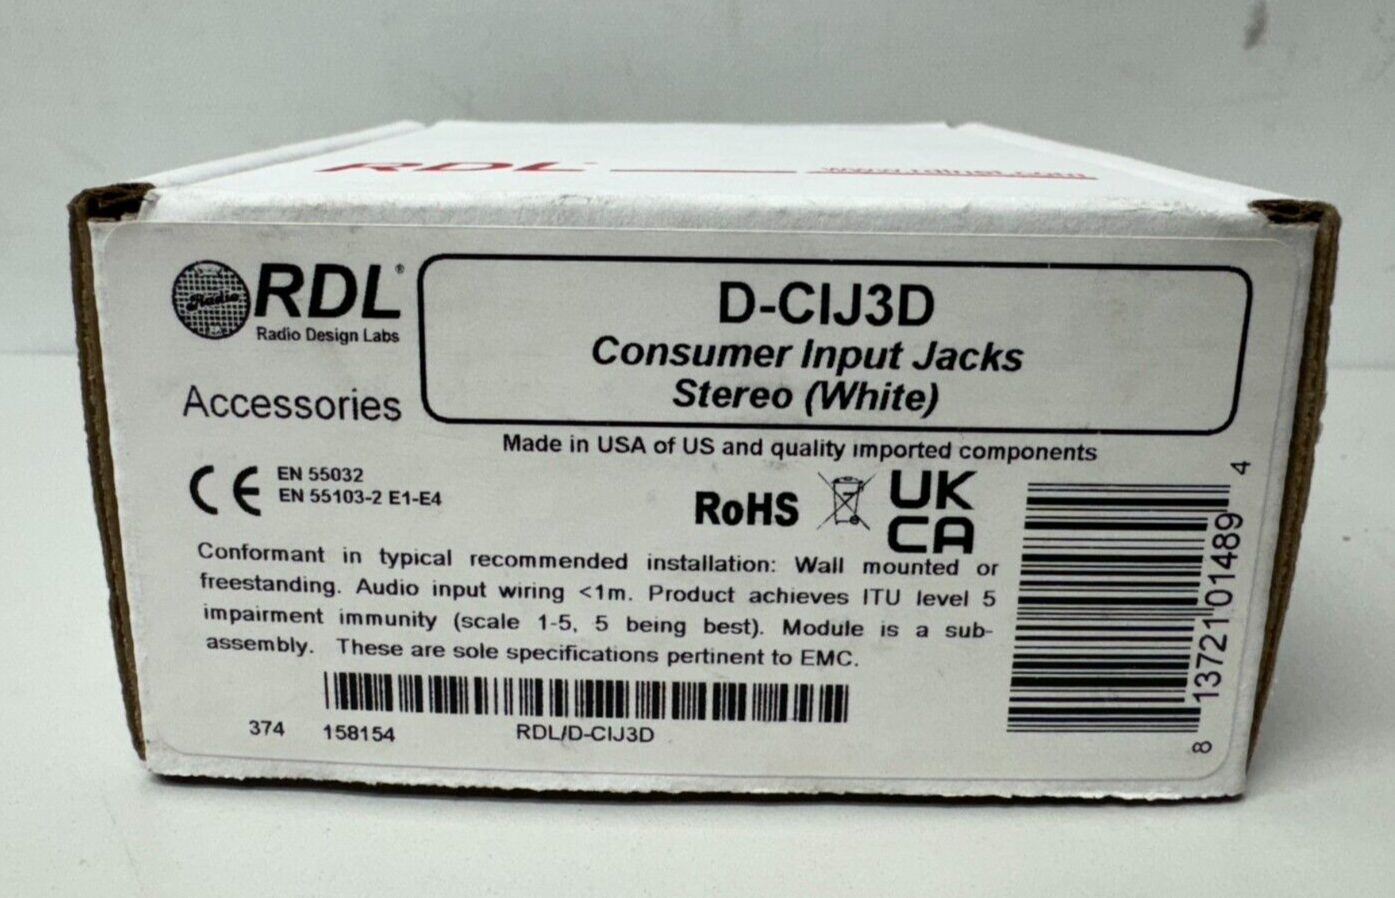 RDL
www.rdlnet.com
Radio
RDL®
Radio Design Labs
Accessories
D-CIJ3D
Consumer Input Jacks
Stereo (White)
Made in USA of US and quality imported components
CE EN 55032
EN 55103-2 E1-E4
RoHS
UK
CA
Conformant in typical recommended installation: Wall mounted or
freestanding. Audio input wiring <1m. Product achieves ITU level 5
impairment immunity (scale 1-5, 5 being best). Module is a sub-
assembly. These are sole specifications pertinent to EMC.
374 158154 RDL/D-CIJ3D
8 13721 01489 4